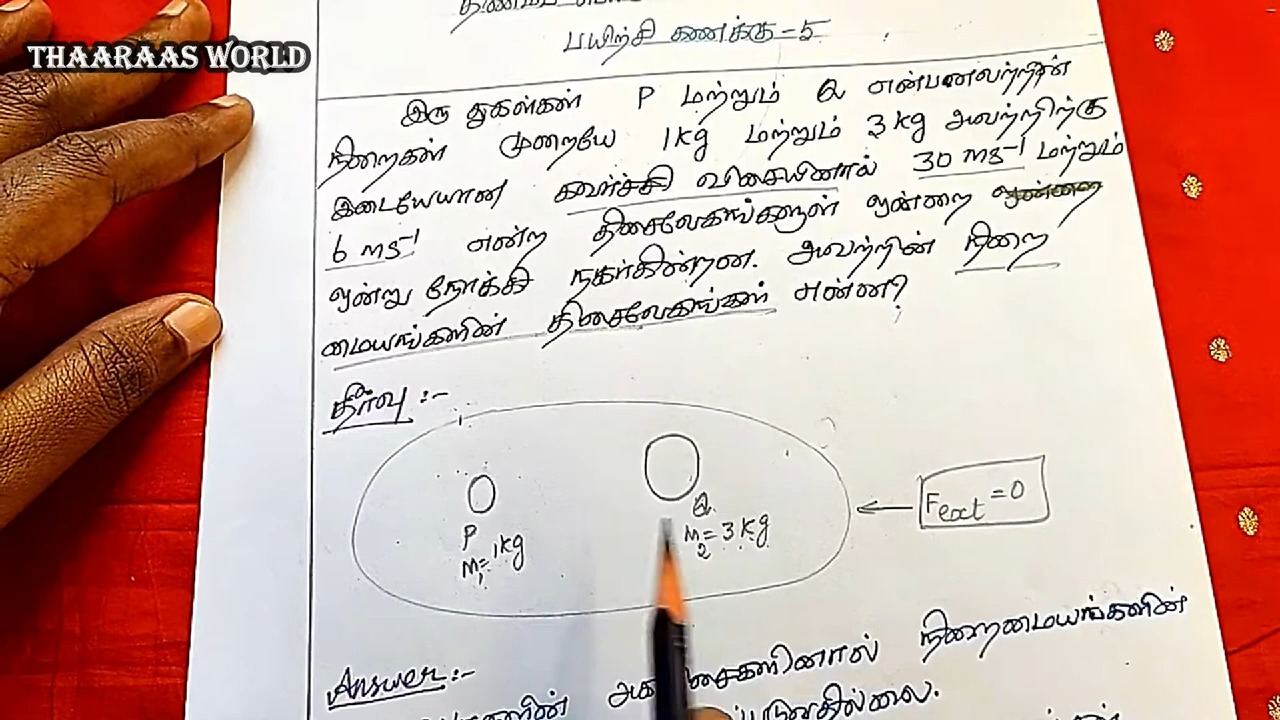 THAARAAS WORLD
பயிற்சி கணக்கு-5
இரு துகள்கள் P மற்றும் Q என்பனவற்றின்
நிறைகள் முறையே 1kg மற்றும் 3kg அவற்றிற்கு
இடையேயான கவர்ச்சி விசையினால் 30 ms⁻¹ மற்றும்
6 ms⁻¹ என்ற திசைவேகங்களுள் ஒன்றை ஒன்றை
ஒன்று நோக்கி நகர்கின்றன. அவற்றின் நிறை
மையங்களின் திசைவேகங்கள் என்ன?
தீர்வு :-
P
m₁=1kg
Q
m₂=3kg
Fext=0
Answer:-
நிறைமையங்களின்